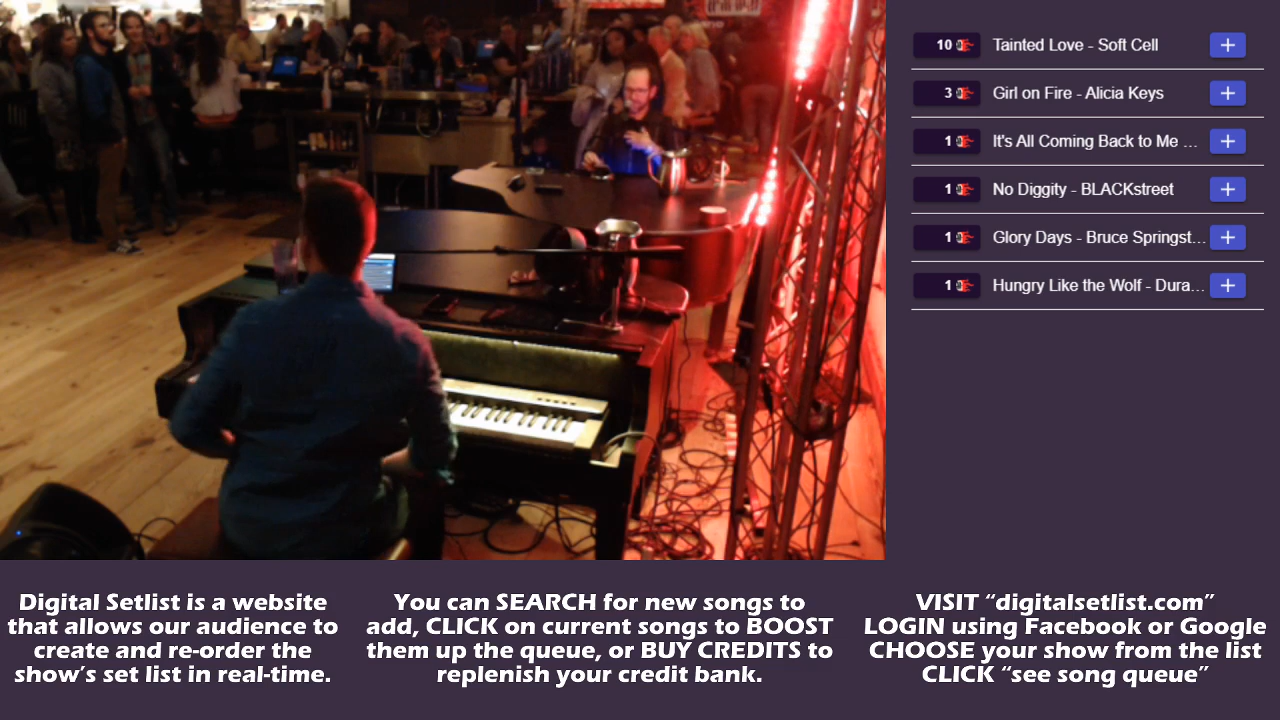 10 Tainted Love - Soft Cell +
3 Girl on Fire - Alicia Keys +
1 It's All Coming Back to Me ... +
1 No Diggity - BLACKstreet +
1 Glory Days - Bruce Springst... +
1 Hungry Like the Wolf - Dura... +
Digital Setlist is a website
that allows our audience to
create and re-order the
show's set list in real-time.
You can SEARCH for new songs to
add, CLICK on current songs to BOOST
them up the queue, or BUY CREDITS to
replenish your credit bank.
VISIT “digitalsetlist.com”
LOGIN using Facebook or Google
CHOOSE your show from the list
CLICK “see song queue”